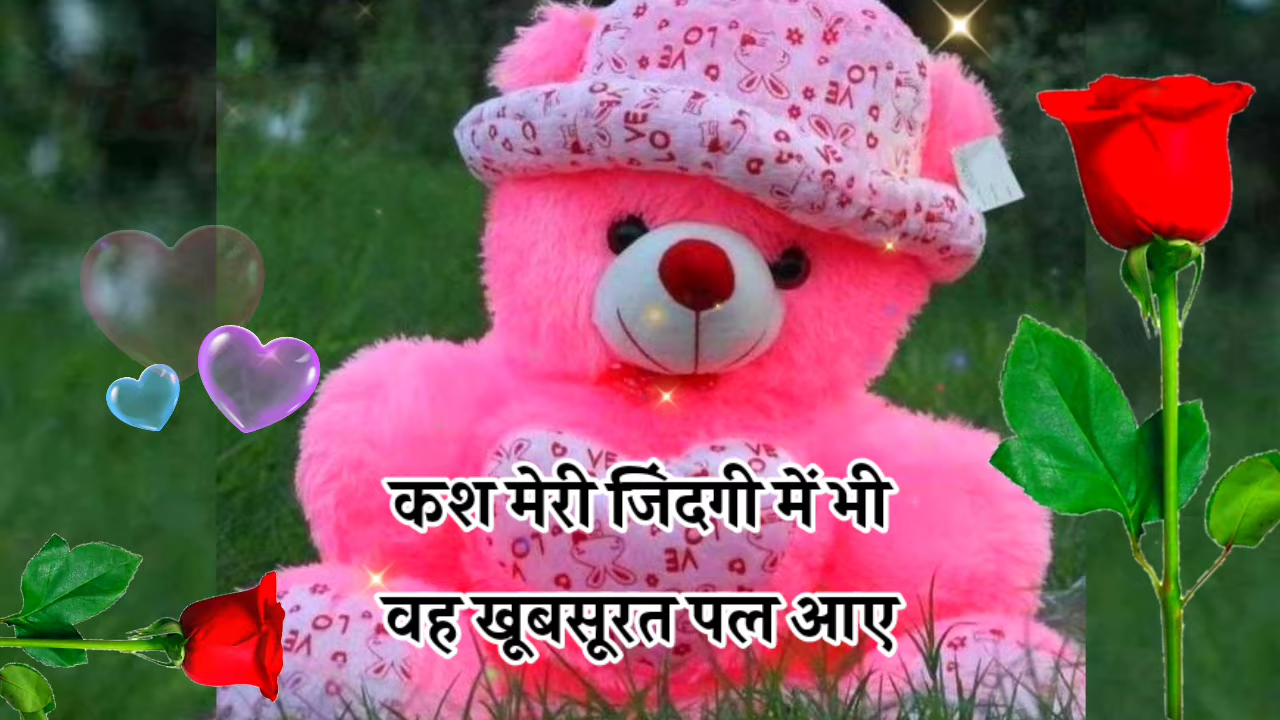 कश मेरी जिंदगी में भी
वह खूबसूरत पल आए